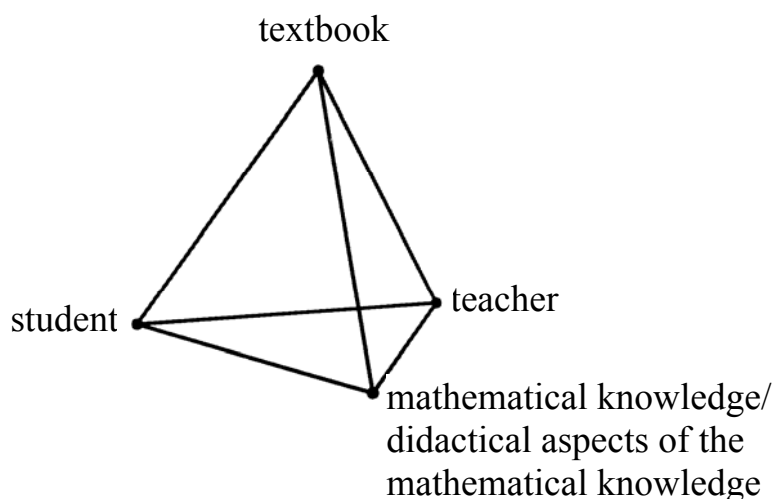 textbook
student
teacher
mathematical knowledge/
didactical aspects of the
mathematical knowledge